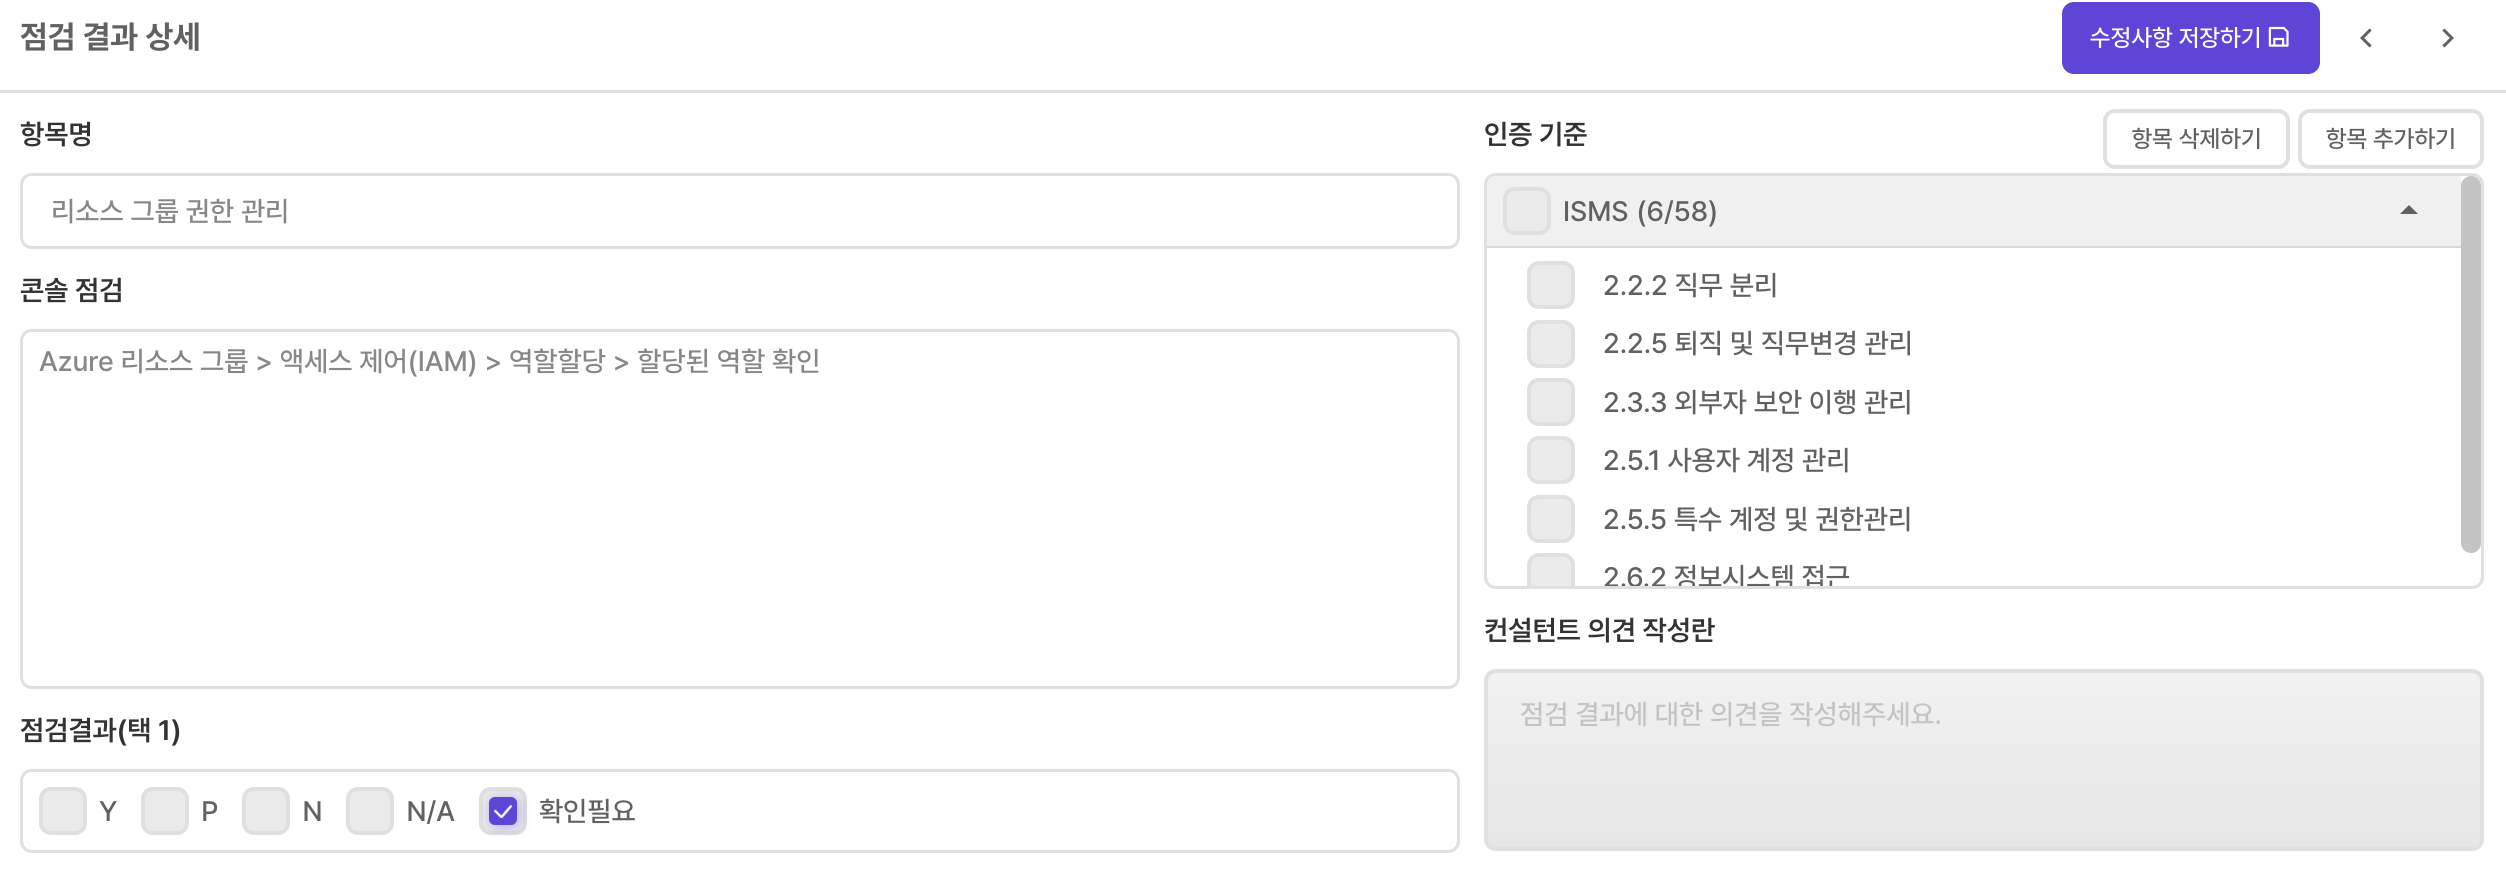 점검 결과 상세
수정사항 저장하기
항목명
리소스 그룹 권한 관리
콘솔 점검
Azure 리소스 그룹 > 액세스 제어(IAM) > 역할할당 > 할당된 역할 확인
점검결과(택 1)
Y P N N/A 확인필요
인증 기준
항목 삭제하기 항목 추가하기
ISMS (6/58)
2.2.2 직무 분리
2.2.5 퇴직 및 직무변경 관리
2.3.3 외부자 보안 이행 관리
2.5.1 사용자 계정 관리
2.5.5 특수 계정 및 권한관리
2.6.2 정보시스템 접근
컨설턴트 의견 작성란
점검 결과에 대한 의견을 작성해주세요.